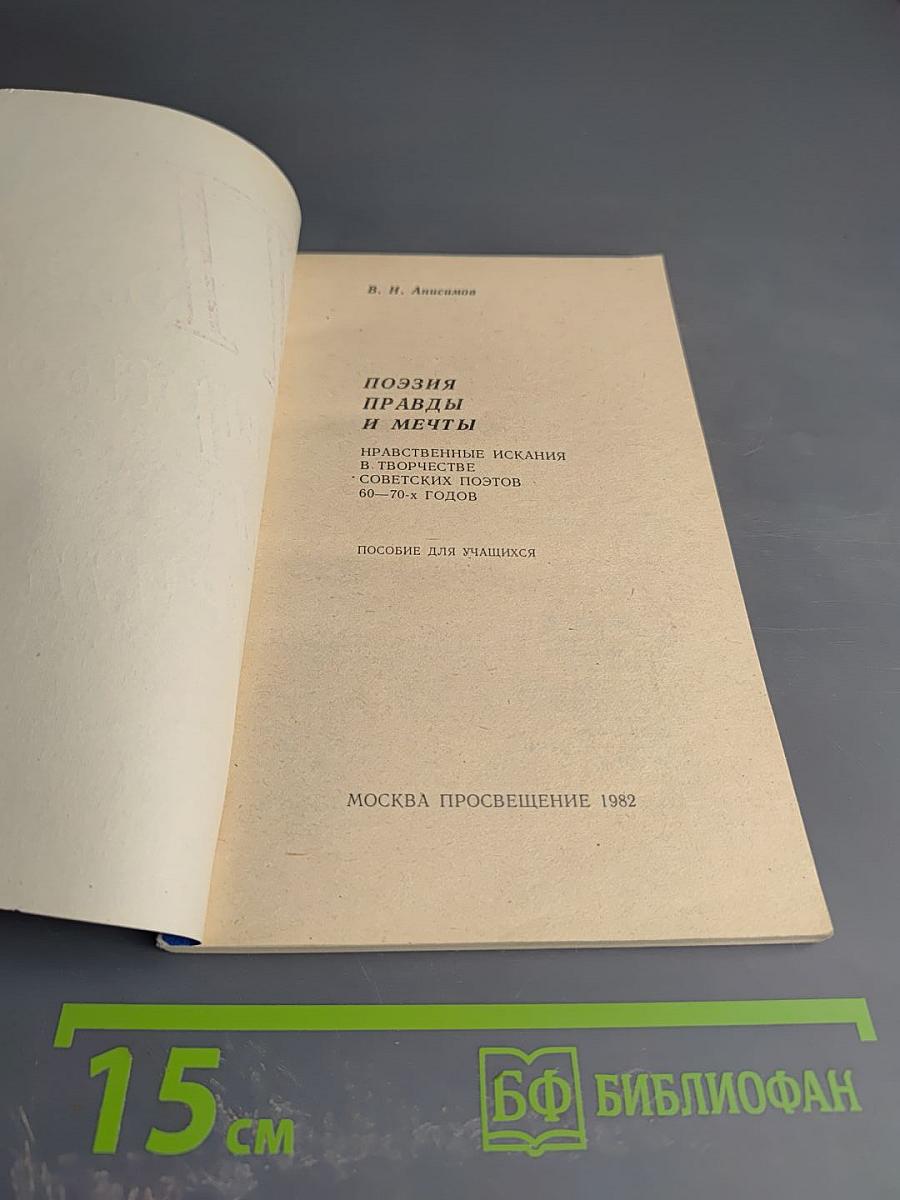 В. И. Анисимов
ПОЭЗИЯ
ПРАВДЫ
И МЕЧТЫ
НРАВСТВЕННЫЕ ИСКАНИЯ
В ТВОРЧЕСТВЕ
СОВЕТСКИХ ПОЭТОВ
60—70-х ГОДОВ
ПОСОБИЕ ДЛЯ УЧАЩИХСЯ
МОСКВА ПРОСВЕЩЕНИЕ 1982
15 см
БФ БИБЛИОФАН